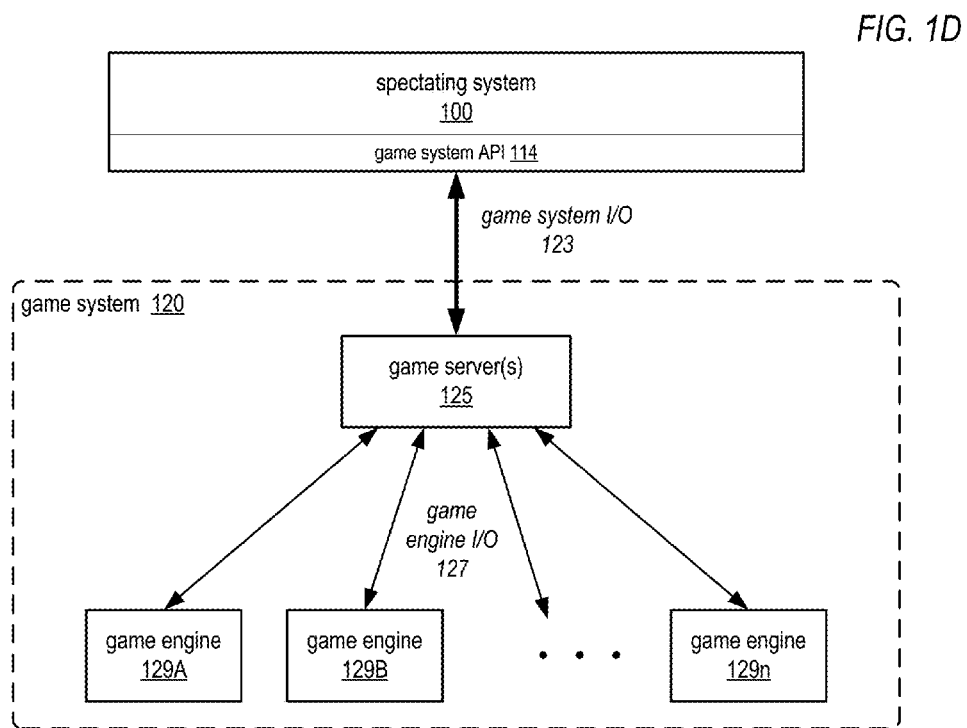 FIG. 1D
spectating system
100
game system API 114
game system I/O
123
game system 120
game server(s)
125
game
engine I/O
127
game engine
129A
game engine
129B
game engine
129n